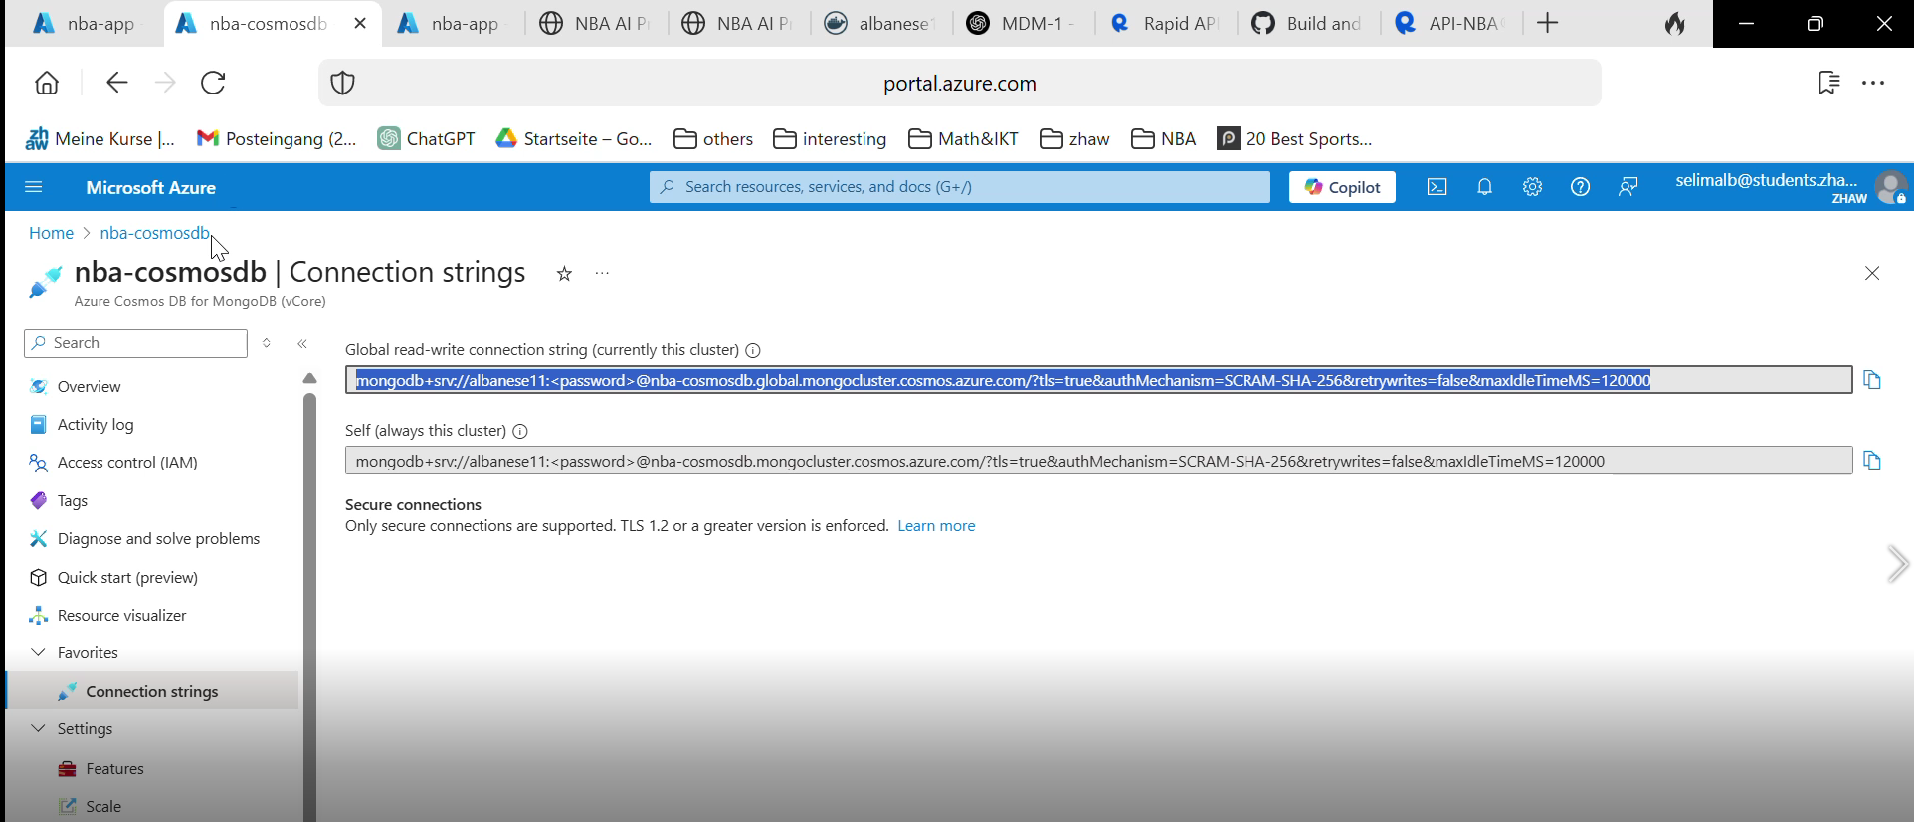 nba-app
nba-cosmosdb
nba-app
NBA AI P
NBA AI P
albanese1
MDM-1 -
Rapid API
Build and
API-NBA
portal.azure.com
Meine Kurse |...
Posteingang (2...
ChatGPT
Startseite – Go...
others
interesting
Math&IKT
zhaw
NBA
20 Best Sports...
Microsoft Azure
Search resources, services, and docs (G+/)
Copilot
selimalb@students.zha...
ZHAW
Home > nba-cosmosdb
nba-cosmosdb | Connection strings
Azure Cosmos DB for MongoDB (vCore)
Search
Overview
Activity log
Access control (IAM)
Tags
Diagnose and solve problems
Quick start (preview)
Resource visualizer
Favorites
Connection strings
Settings
Features
Scale
Global read-write connection string (currently this cluster)
mongodb+srv://albanese11:<password>@nba-cosmosdb.global.mongocluster.cosmos.azure.com/?tls=true&authMechanism=SCRAM-SHA-256&retrywrites=false&maxIdleTimeMS=120000
Self (always this cluster)
mongodb+srv://albanese11:<password>@nba-cosmosdb.mongocluster.cosmos.azure.com/?tls=true&authMechanism=SCRAM-SHA-256&retrywrites=false&maxIdleTimeMS=120000
Secure connections
Only secure connections are supported. TLS 1.2 or a greater version is enforced. Learn more